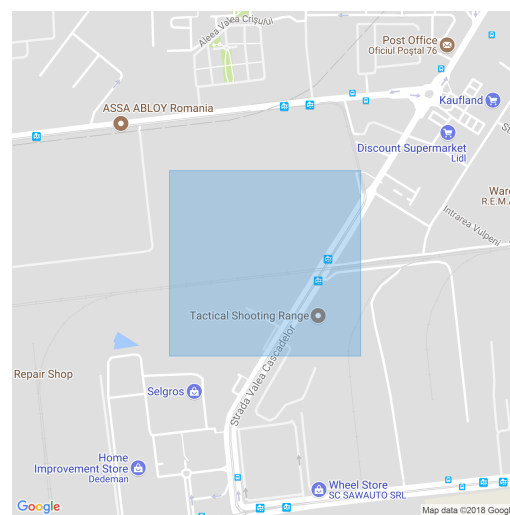 Aleea Valea Crișului
Post Office
Oficiul Poștal 76
ASSA ABLOY Romania
Kaufland
Discount Supermarket
Lidl
R.E.M.
Intrarea Vulpeni
Tactical Shooting Range
Strada Valea Cascadelor
Repair Shop
Selgros
Home
Improvement Store
Dedeman
Wheel Store
SC SAWAUTO SRL
Google
Map data ©2018 Google